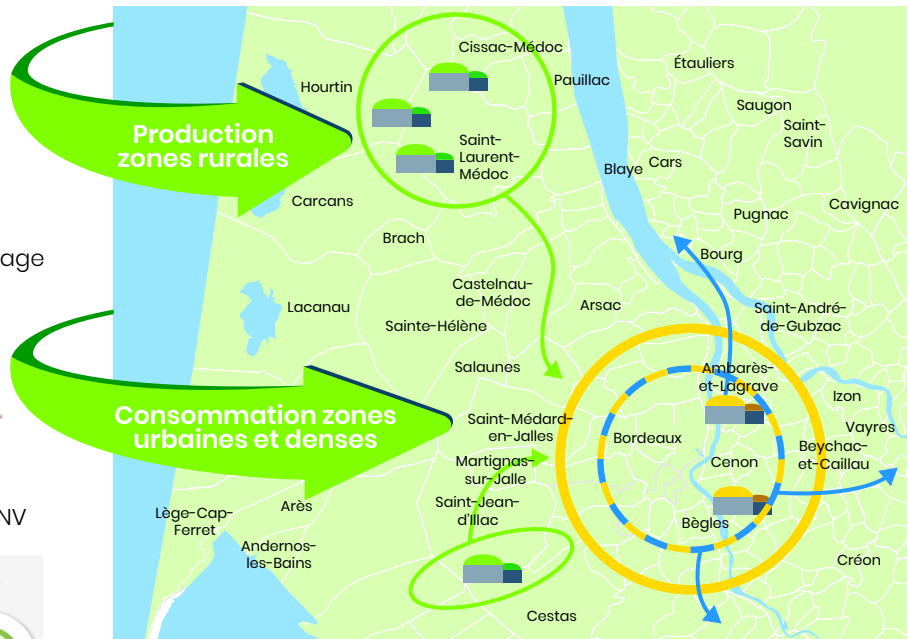 Cissac-Médoc
Étauliers
Hourtin
Pauillac
Saugon
Production
zones rurales
Saint-
Laurent-
Médoc
Saint-
Savin
Blaye
Cars
Carcans
Cavignac
Pugnac
Brach
age
Bourg
Castelnau-
de-Médoc
Arsac
Lacanau
Saint-André-
de-Gubzac
Sainte-Hélène
Salaunes
Ambarès-
et-Lagrave
Izon
Consommation zones
urbaines et denses
Saint-Médard-
en-Jalles
Bordeaux
Vayres
Beychac-
et-Caillau
Martignas-
sur-Jalle
Cenon
Saint-Jean-
d'Illac
Arès
Lège-Cap-
Ferret
NV
Bègles
Andernos-
les-Bains
Créon
Cestas